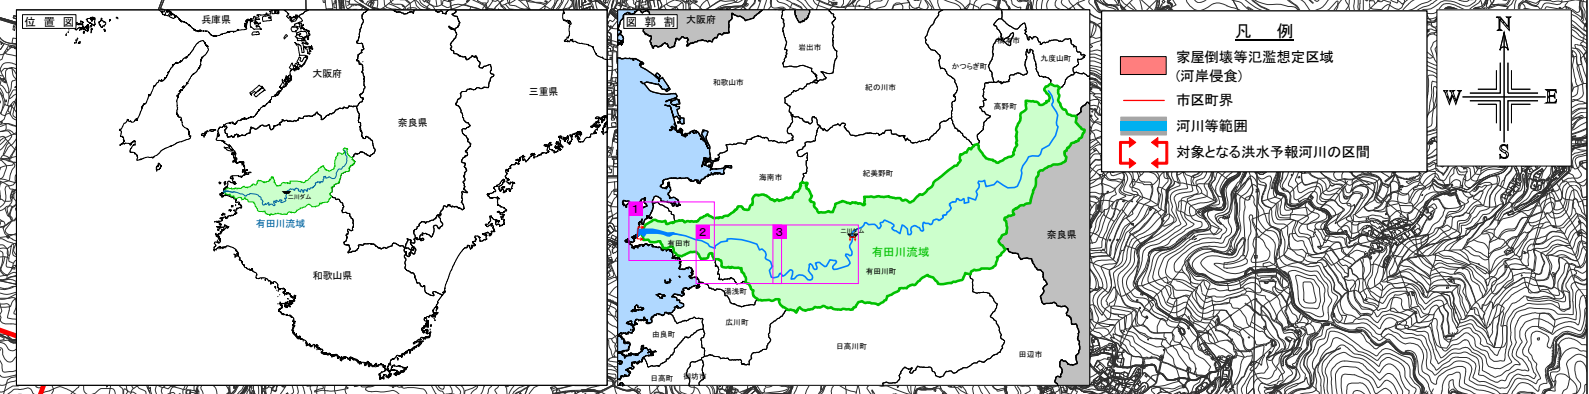 位置図
兵庫県
大阪府
三重県
奈良県
二川ダム
有田川流域
和歌山県
図郭割
大阪府
岩出市
橋本市
九度山町
かつらぎ町
和歌山市
紀の川市
高野町
海南市
紀美野町
1
2
3
有田市
二川ダム
奈良県
有田川流域
有田川町
湯浅町
広川町
由良町
日高川町
田辺市
日高町
御坊市
凡 例
家屋倒壊等氾濫想定区域
(河岸侵食)
市区町界
河川等範囲
対象となる洪水予報河川の区間
N
W
E
S